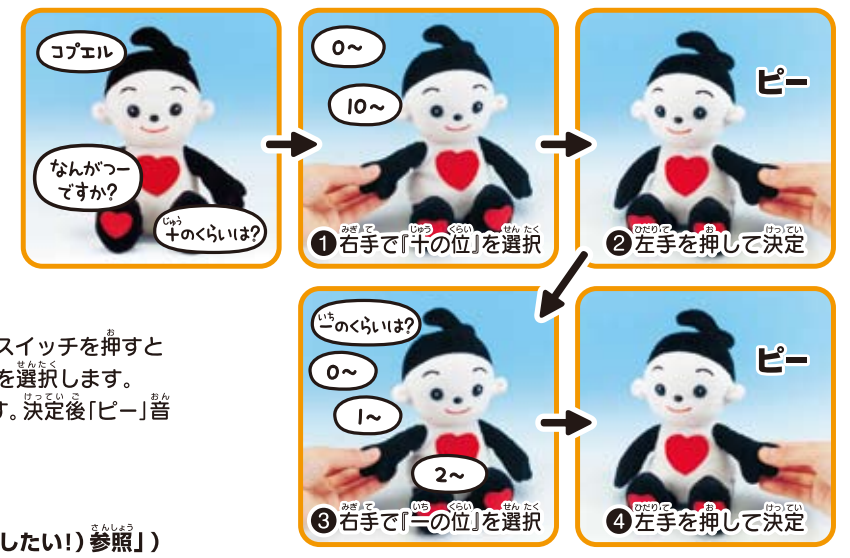 コプエル
なんがつー
ですか?
十のくらいは?
じゅう
0〜
10〜
❶右手で『十の位』を選択
みぎて じゅう くらい せんたく
ピー
❷左手を押して決定
ひだりて お けってい
スイッチを押すと
お
を選択します。
せんたく
す。決定後「ピー」音
けってい ご おん
したい!)参照」)
さんしょう
一のくらいは?
いち
0〜
1〜
2〜
❸右手で『一の位』を選択
みぎて いち くらい せんたく
ピー
❹左手を押して決定
ひだりて お けってい